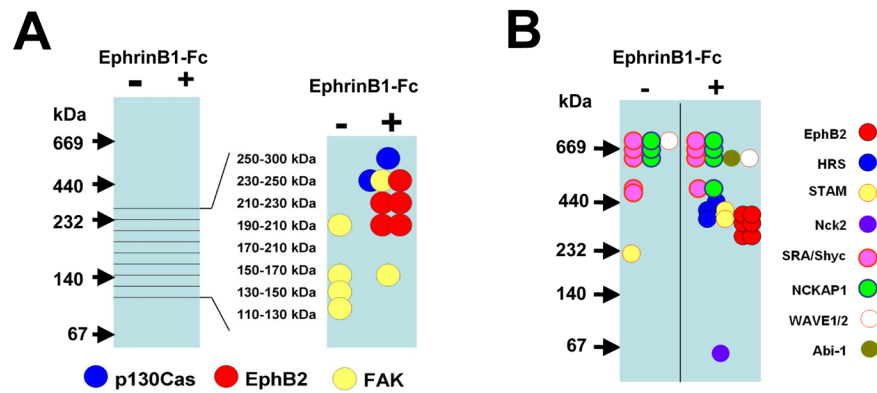 A
EphrinB1-Fc
- +
kDa
669
440
232
140
67
EphrinB1-Fc
- +
250-300 kDa
230-250 kDa
210-230 kDa
190-210 kDa
170-210 kDa
150-170 kDa
130-150 kDa
110-130 kDa
p130Cas EphB2 FAK
B
EphrinB1-Fc
- +
kDa
669
440
232
140
67
EphB2
HRS
STAM
Nck2
SRA/Shyc
NCKAP1
WAVE1/2
Abi-1